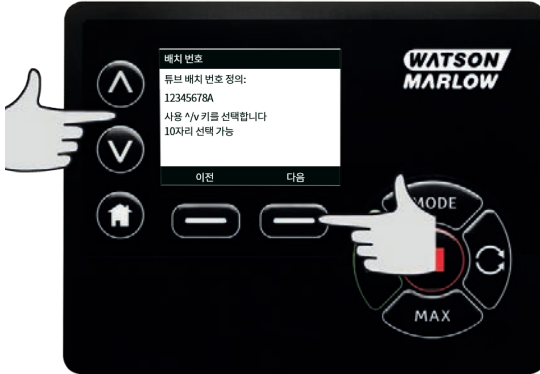 배치 번호
튜브 배치 번호 정의:
12345678A
사용 ^/v 키를 선택합니다
10자리 선택 가능
이전 다음
WATSON
MARLOW
MODE
MAX